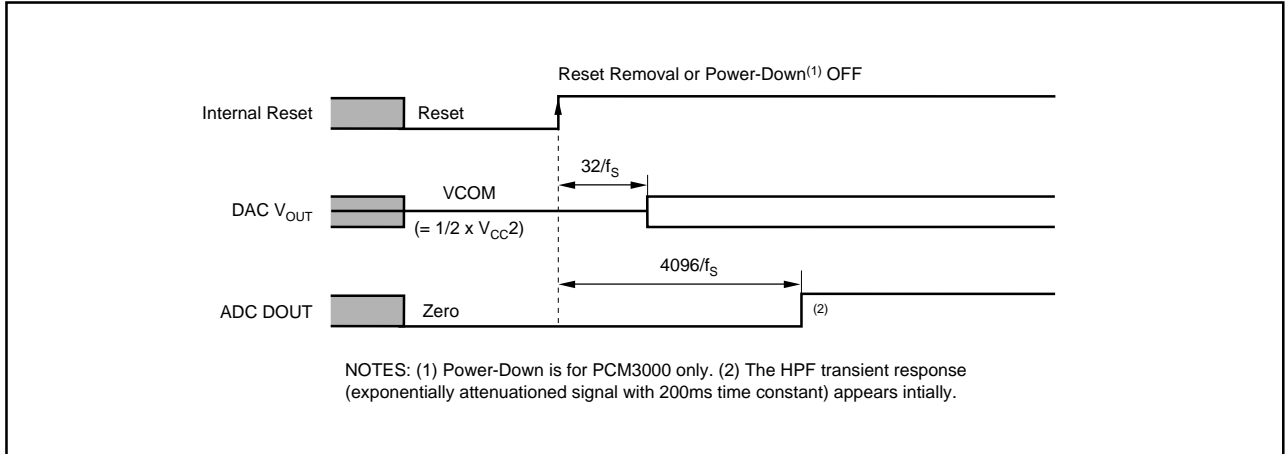 Reset Removal or Power-Down(1) OFF
Internal Reset
Reset
32/fS
DAC VOUT
VCOM
(= 1/2 x VCC2)
4096/fS
ADC DOUT
Zero
(2)
NOTES: (1) Power-Down is for PCM3000 only. (2) The HPF transient response
(exponentially attenuationed signal with 200ms time constant) appears intially.